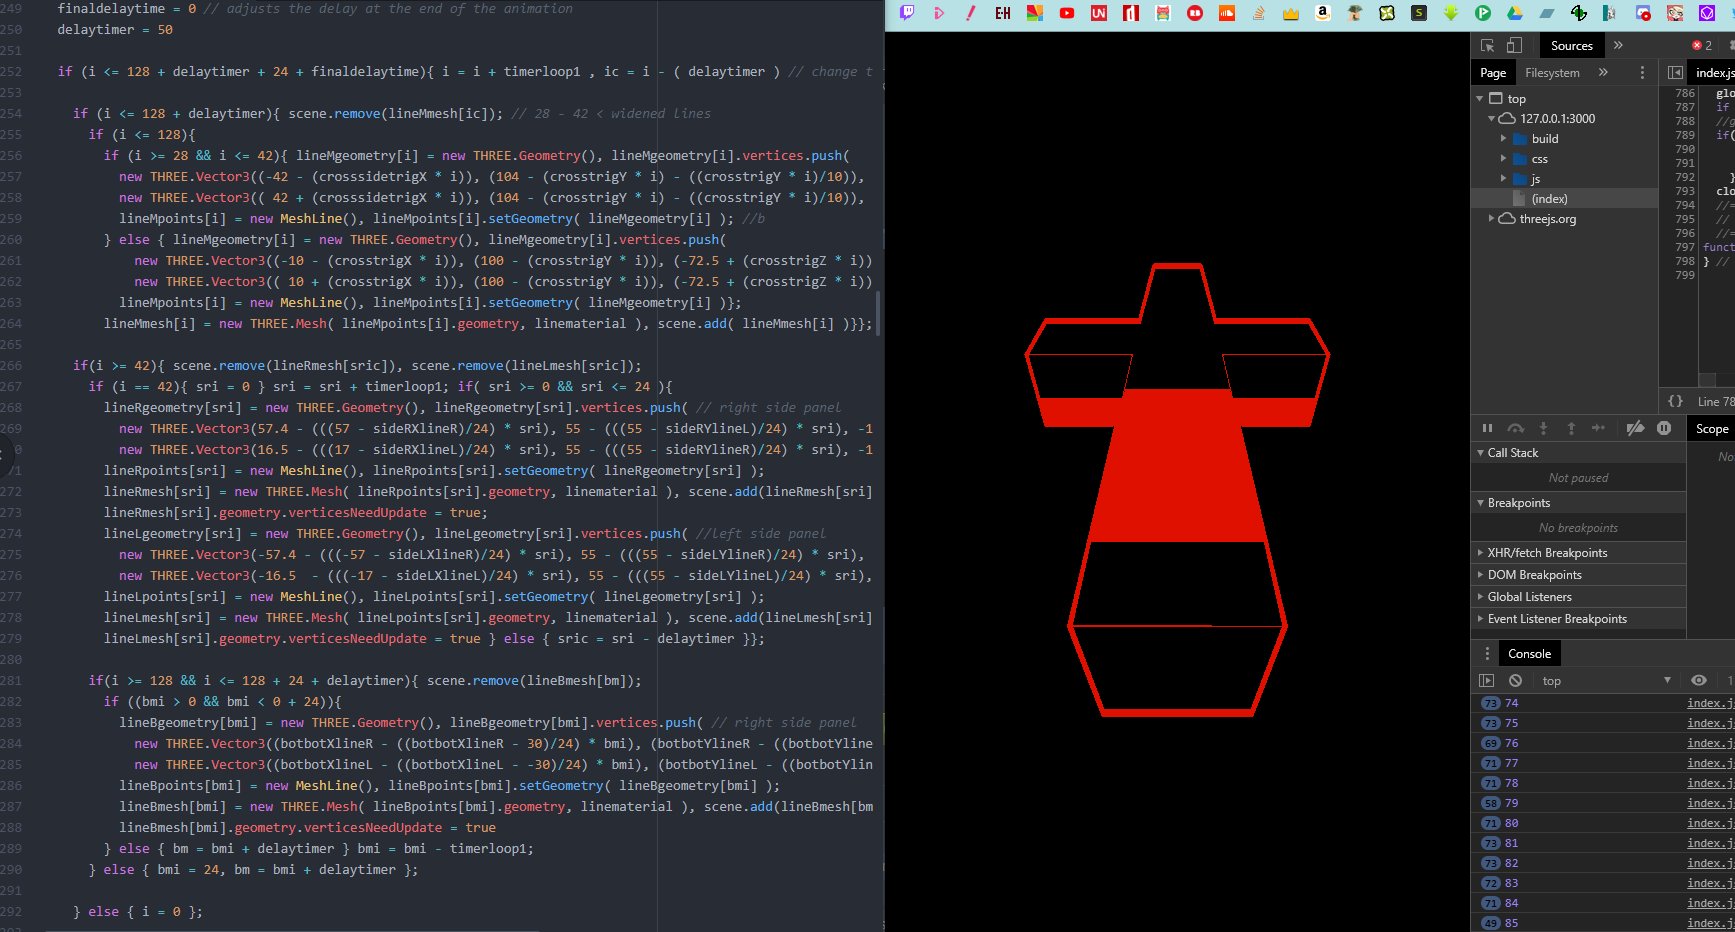 249 finaldelaytime = 0 // adjusts the delay at the end of the animation
250 delaytimer = 50
251
252 if (i <= 128 + delaytimer + 24 + finaldelaytime){ i = i + timerloop1 , ic = i - ( delaytimer ) // change t
253
254 if (i <= 128 + delaytimer){ scene.remove(lineMmesh[ic]); // 28 - 42 < widened lines
255 if (i <= 128){
256 if (i >= 28 && i <= 42){ lineMgeometry[i] = new THREE.Geometry(), lineMgeometry[i].vertices.push(
257 new THREE.Vector3((-42 - (crosssidetrigX * i)), (104 - (crosstrigY * i) - ((crosstrigY * i)/10)),
258 new THREE.Vector3(( 42 + (crosssidetrigX * i)), (104 - (crosstrigY * i) - ((crosstrigY * i)/10)),
259 lineMpoints[i] = new MeshLine(), lineMpoints[i].setGeometry( lineMgeometry[i] ); //b
260 } else { lineMgeometry[i] = new THREE.Geometry(), lineMgeometry[i].vertices.push(
261 new THREE.Vector3((-10 - (crosstrigX * i)), (100 - (crosstrigY * i)), (-72.5 + (crosstrigZ * i))
262 new THREE.Vector3(( 10 + (crosstrigX * i)), (100 - (crosstrigY * i)), (-72.5 + (crosstrigZ * i))
263 lineMpoints[i] = new MeshLine(), lineMpoints[i].setGeometry( lineMgeometry[i] )};
264 lineMmesh[i] = new THREE.Mesh( lineMpoints[i].geometry, linematerial ), scene.add( lineMmesh[i] )}};
265
266 if(i >= 42){ scene.remove(lineRmesh[sric]), scene.remove(lineLmesh[sric]);
267 if (i == 42){ sri = 0 } sri = sri + timerloop1; if( sri >= 0 && sri <= 24 ){
268 lineRgeometry[sri] = new THREE.Geometry(), lineRgeometry[sri].vertices.push( // right side panel
269 new THREE.Vector3(57.4 - (((57 - sideRXlineR)/24) * sri), 55 - (((55 - sideRYlineL)/24) * sri), -1
new THREE.Vector3(16.5 - (((17 - sideRXlineL)/24) * sri), 55 - (((55 - sideRYlineR)/24) * sri), -1
lineRpoints[sri] = new MeshLine(), lineRpoints[sri].setGeometry( lineRgeometry[sri] );
272 lineRmesh[sri] = new THREE.Mesh( lineRpoints[sri].geometry, linematerial ), scene.add(lineRmesh[sri]
273 lineRmesh[sri].geometry.verticesNeedUpdate = true;
274 lineLgeometry[sri] = new THREE.Geometry(), lineLgeometry[sri].vertices.push( //left side panel
275 new THREE.Vector3(-57.4 - (((-57 - sideLXlineR)/24) * sri), 55 - (((55 - sideLYlineR)/24) * sri),
276 new THREE.Vector3(-16.5 - (((-17 - sideLXlineL)/24) * sri), 55 - (((55 - sideLYlineL)/24) * sri),
277 lineLpoints[sri] = new MeshLine(), lineLpoints[sri].setGeometry( lineLgeometry[sri] );
278 lineLmesh[sri] = new THREE.Mesh( lineLpoints[sri].geometry, linematerial ), scene.add(lineLmesh[sri]
279 lineLmesh[sri].geometry.verticesNeedUpdate = true } else { sric = sri - delaytimer }};
280
281 if(i >= 128 && i <= 128 + 24 + delaytimer){ scene.remove(lineBmesh[bm]);
282 if ((bmi > 0 && bmi < 0 + 24)){
283 lineBgeometry[bmi] = new THREE.Geometry(), lineBgeometry[bmi].vertices.push( // right side panel
284 new THREE.Vector3((botbotXlineR - ((botbotXlineR - 30)/24) * bmi), (botbotYlineR - ((botbotYline
285 new THREE.Vector3((botbotXlineL - ((botbotXlineL - -30)/24) * bmi), (botbotYlineL - ((botbotYlin
286 lineBpoints[bmi] = new MeshLine(), lineBpoints[bmi].setGeometry( lineBgeometry[bmi] );
287 lineBmesh[bmi] = new THREE.Mesh( lineBpoints[bmi].geometry, linematerial ), scene.add(lineBmesh[bm
288 lineBmesh[bmi].geometry.verticesNeedUpdate = true
289 } else { bm = bmi + delaytimer } bmi = bmi - timerloop1;
290 } else { bmi = 24, bm = bmi + delaytimer };
291
292 } else { i = 0 };
E-H
UN
Sources
» 2
Page
Filesystem
»
index.js
top
127.0.0.1:3000
build
css
js
(index)
threejs.org
786 glo
787 if
788 //g
789 if(
790
791
792 }
793 clo
794 //=
795 //
796 //=
797 funct
798 } //
799
{} Line 78
Scope
Call Stack
Not paused
No
Breakpoints
No breakpoints
XHR/fetch Breakpoints
DOM Breakpoints
Global Listeners
Event Listener Breakpoints
Console
top
73 74 index.j
73 75 index.j
69 76 index.j
71 77 index.j
71 78 index.j
58 79 index.j
71 80 index.j
73 81 index.j
73 82 index.j
72 83 index.j
71 84 index.j
49 85 index.j